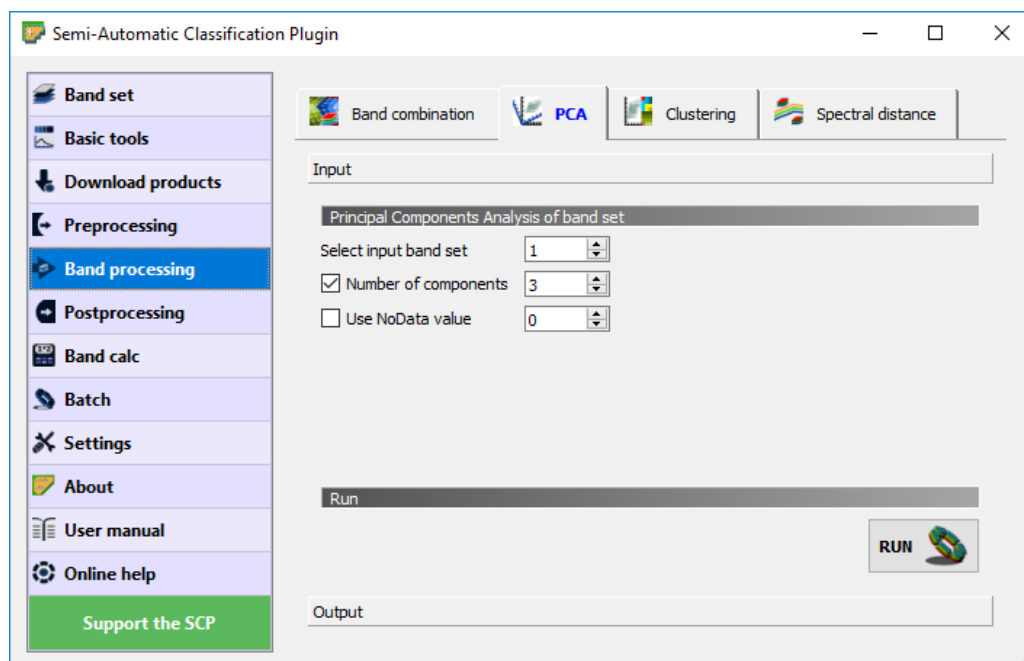 Semi-Automatic Classification Plugin
Band set
Basic tools
Download products
Preprocessing
Band processing
Postprocessing
Band calc
Batch
Settings
About
User manual
Online help
Support the SCP
Band combination
PCA
Clustering
Spectral distance
Input
Principal Components Analysis of band set
Select input band set 1
Number of components 3
Use NoData value 0
Run
RUN
Output